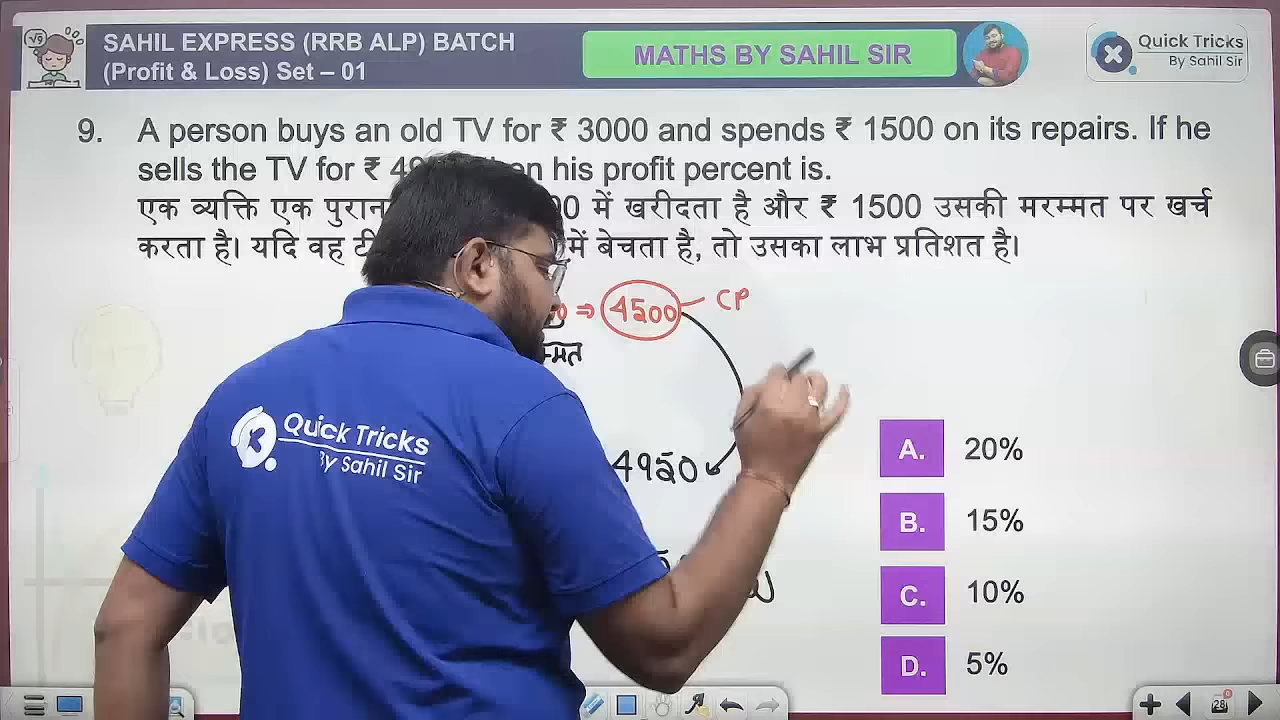 SAHIL EXPRESS (RRB ALP) BATCH
(Profit & Loss) Set – 01
MATHS BY SAHIL SIR
Quick Tricks
By Sahil Sir
9. A person buys an old TV for ₹ 3000 and spends ₹ 1500 on its repairs. If he
sells the TV for ₹ his profit percent is.
एक व्यक्ति एक में खरीदता है और ₹ 1500 उसकी मरम्मत पर खर्च
करता है। यदि वह में बेचता है, तो उसका लाभ प्रतिशत है।
⇒ 4500 CP
4950
A. 20%
B. 15%
C. 10%
D. 5%
Quick Tricks
By Sahil Sir
28